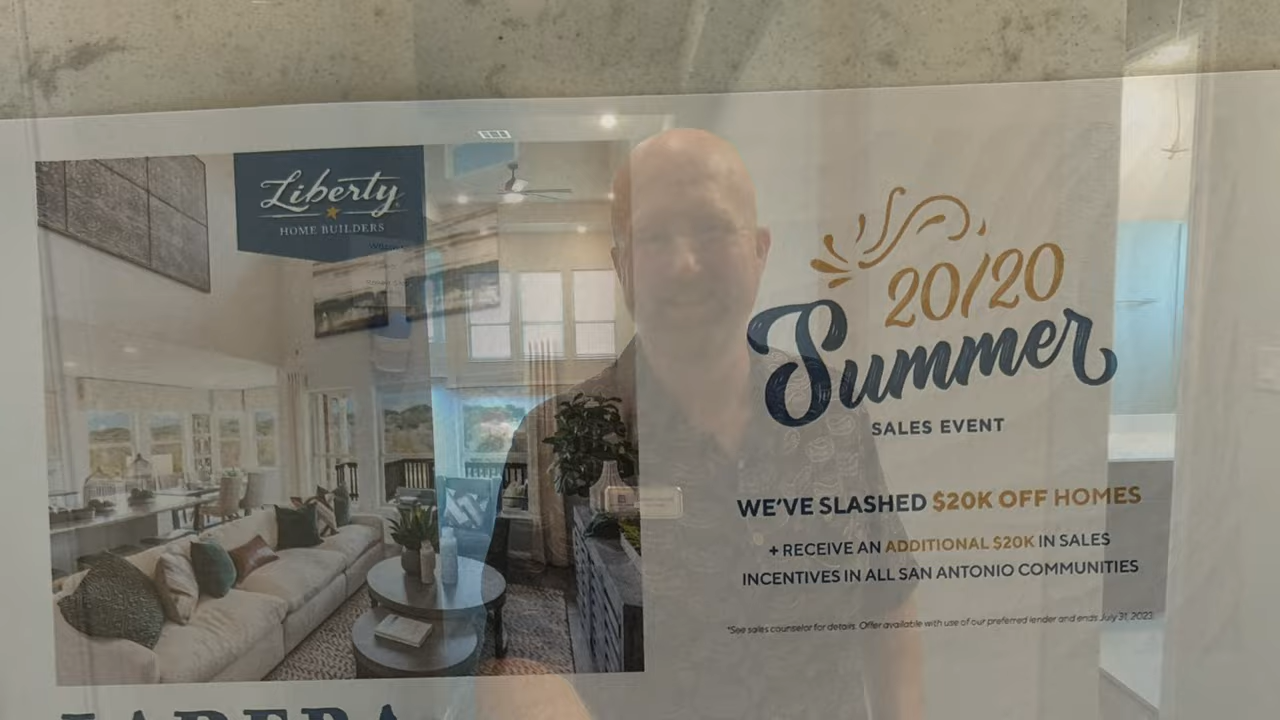 Liberty
HOME BUILDERS
20/20
Summer
SALES EVENT
WE'VE SLASHED $20K OFF HOMES
+ RECEIVE AN ADDITIONAL $20K IN SALES
INCENTIVES IN ALL SAN ANTONIO COMMUNITIES
*See sales counselor for details. Offer available with use of our preferred lender and ends July 31, 2023.